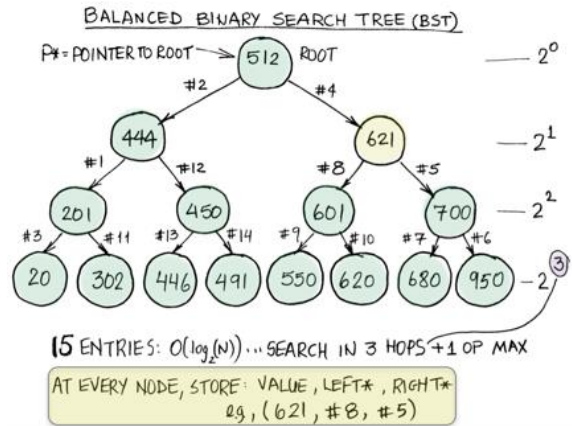 BALANCED BINARY SEARCH TREE (BST)
P* = POINTER TO ROOT 512 ROOT 2⁰
#2 #4
444 621 2¹
#1 #12 #8 #5
201 450 601 700 2²
#3 #11 #13 #14 #9 #10 #7 #6
20 302 446 491 550 620 680 950 2³
15 ENTRIES: O(log₂(N)) ... SEARCH IN 3 HOPS +1 OP MAX
AT EVERY NODE, STORE: VALUE, LEFT*, RIGHT*
e.g, (621, #8, #5)